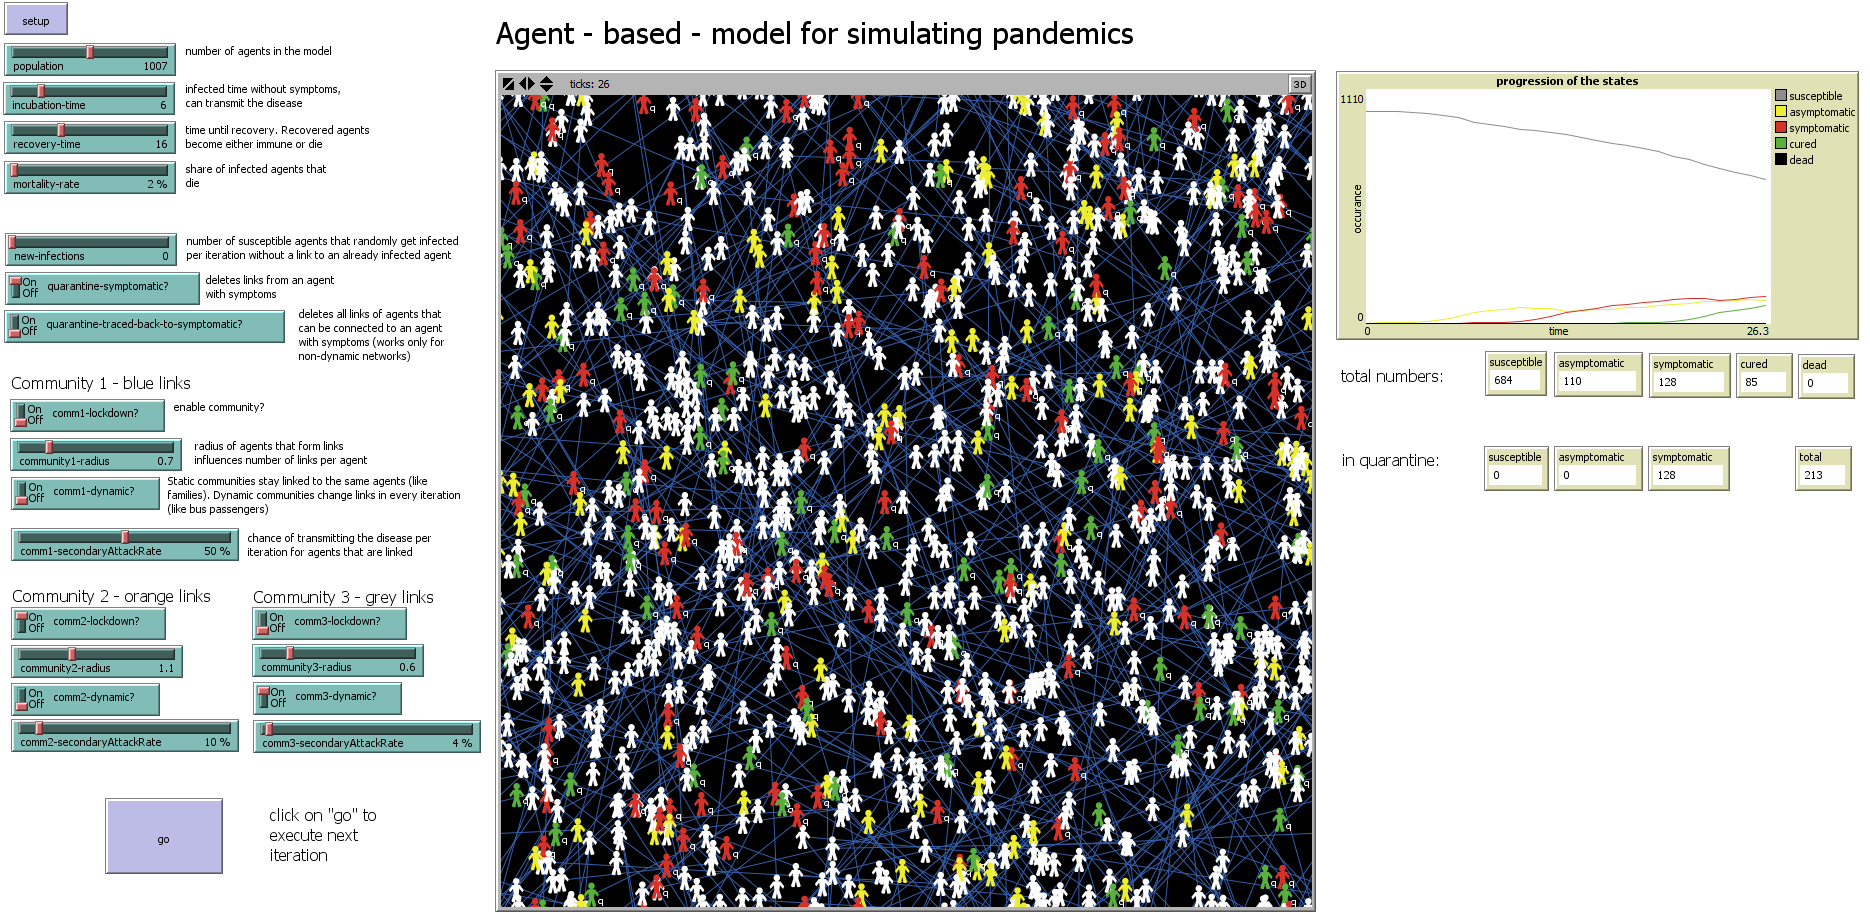 setup
population 1007
number of agents in the model
incubation-time 6
infected time without symptoms,
can transmit the disease
recovery-time 16
time until recovery. Recovered agents
become either immune or die
mortality-rate 2 %
share of infected agents that
die
new-infections 0
number of susceptible agents that randomly get infected
per iteration without a link to an already infected agent
On
Off
quarantine-symptomatic?
deletes links from an agent
with symptoms
On
Off
quarantine-traced-back-to-symptomatic?
deletes all links of agents that
can be connected to an agent
with symptoms (works only for
non-dynamic networks)
Community 1 - blue links
On
Off
comm1-lockdown?
enable community?
community1-radius 0.7
radius of agents that form links
influences number of links per agent
On
Off
comm1-dynamic?
Static communities stay linked to the same agents (like
families). Dynamic communities change links in every iteration
(like bus passengers)
comm1-secondaryAttackRate 50 %
chance of transmitting the disease per
iteration for agents that are linked
Community 2 - orange links
On
Off
comm2-lockdown?
community2-radius 1.1
On
Off
comm2-dynamic?
comm2-secondaryAttackRate 10 %
Community 3 - grey links
On
Off
comm3-lockdown?
community3-radius 0.6
On
Off
comm3-dynamic?
comm3-secondaryAttackRate 4 %
go
click on "go" to
execute next
iteration
Agent - based - model for simulating pandemics
ticks: 26
3D
progression of the states
1110
occurance
0
0
time
26.3
susceptible
asymptomatic
symptomatic
cured
dead
total numbers:
susceptible
684
asymptomatic
110
symptomatic
128
cured
85
dead
0
in quarantine:
susceptible
0
asymptomatic
0
symptomatic
128
total
213